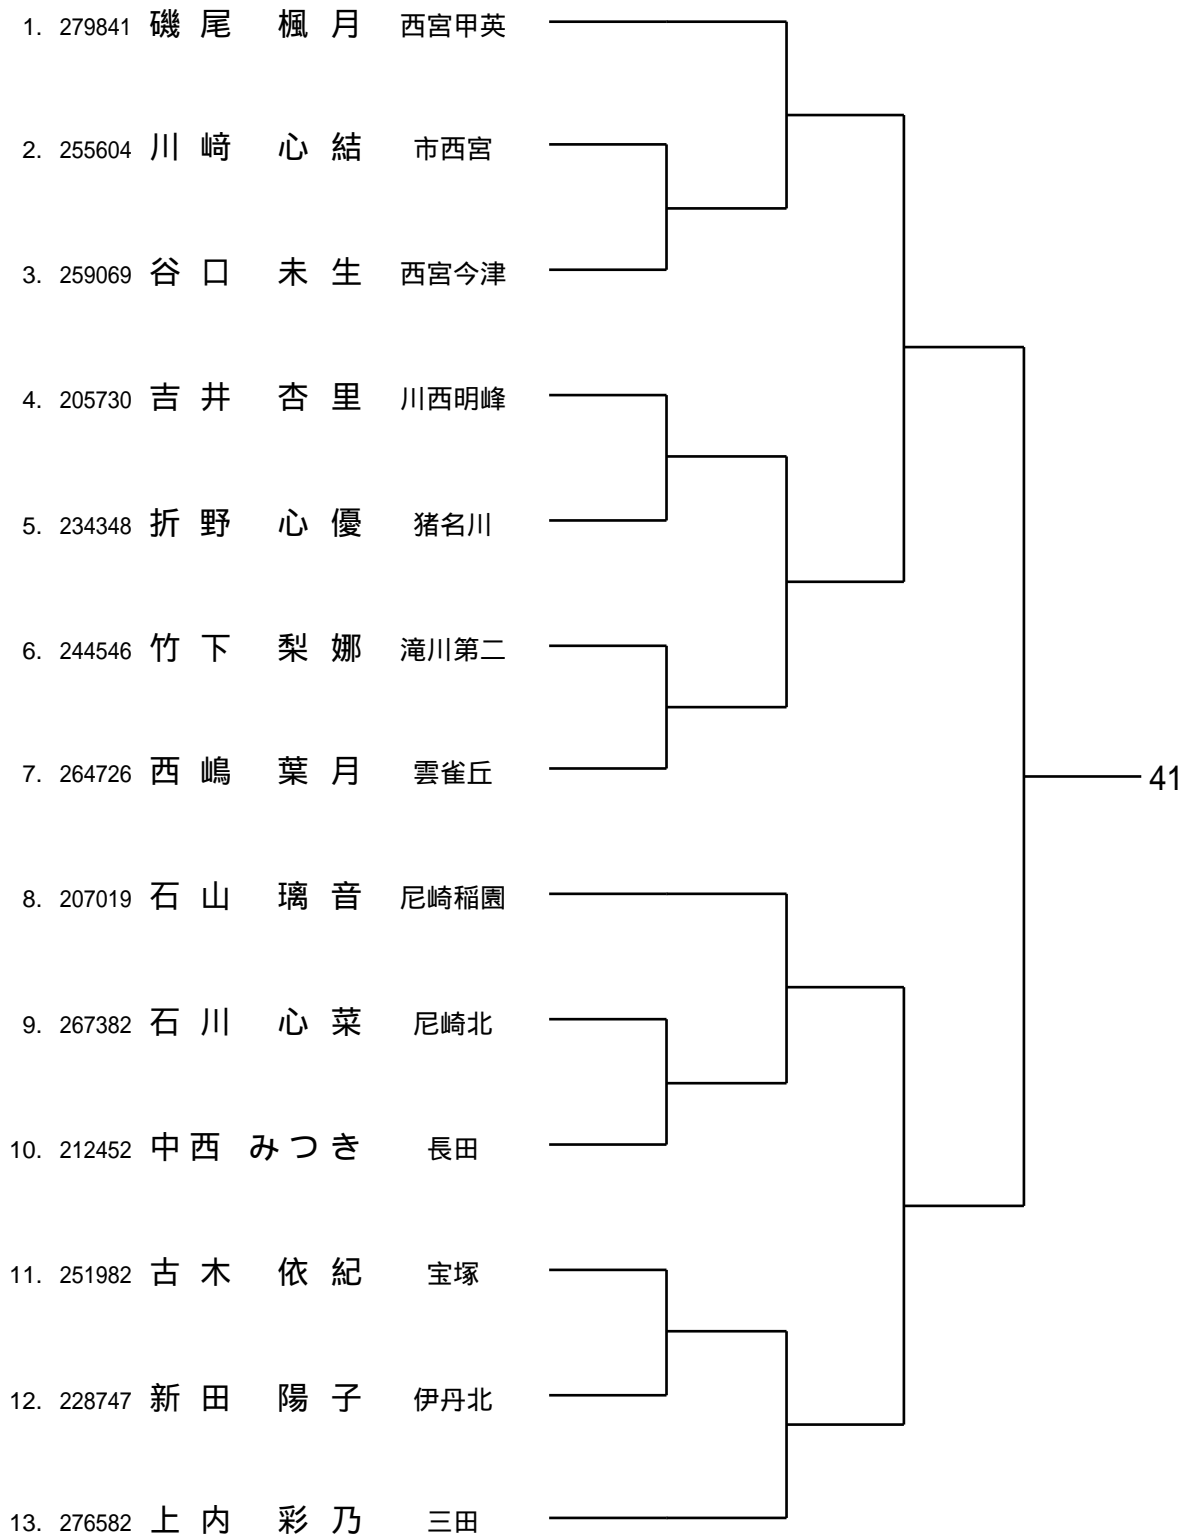 1. 279841 磯尾 楓月 西宮甲英
2. 255604 川﨑 心結 市西宮
3. 259069 谷口 未生 西宮今津
4. 205730 吉井 杏里 川西明峰
5. 234348 折野 心優 猪名川
6. 244546 竹下 梨娜 滝川第二
7. 264726 西嶋 葉月 雲雀丘
41
8. 207019 石山 璃音 尼崎稲園
9. 267382 石川 心菜 尼崎北
10. 212452 中西 みつき 長田
11. 251982 古木 依紀 宝塚
12. 228747 新田 陽子 伊丹北
13. 276582 上内 彩乃 三田